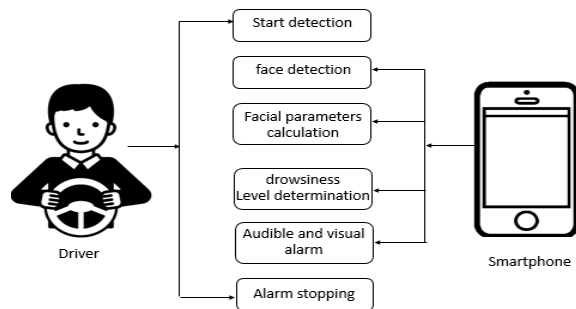 Start detection
face detection
Facial parameters
calculation
drowsiness
Level determination
Audible and visual
alarm
Alarm stopping
Driver
Smartphone